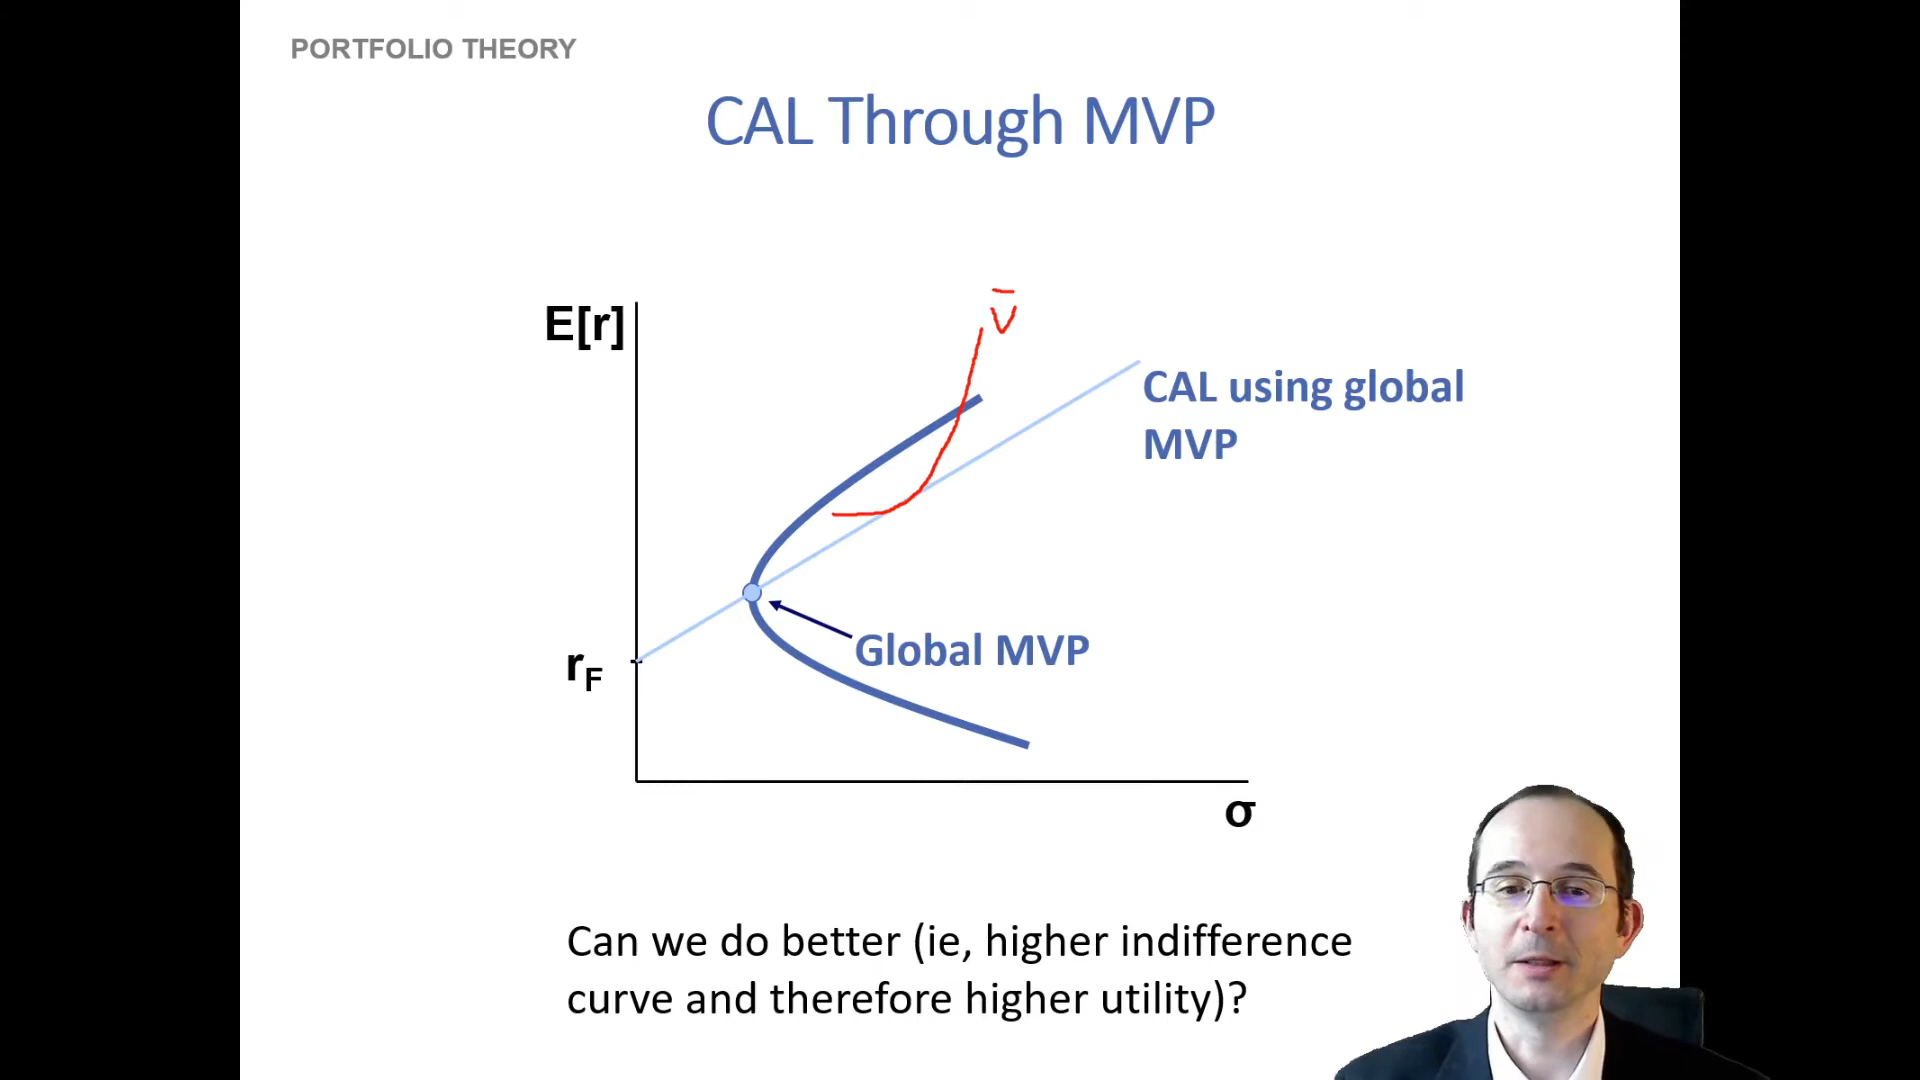 PORTFOLIO THEORY
CAL Through MVP
E[r]
v̅
CAL using global
MVP
Global MVP
rF
σ
Can we do better (ie, higher indifference
curve and therefore higher utility)?